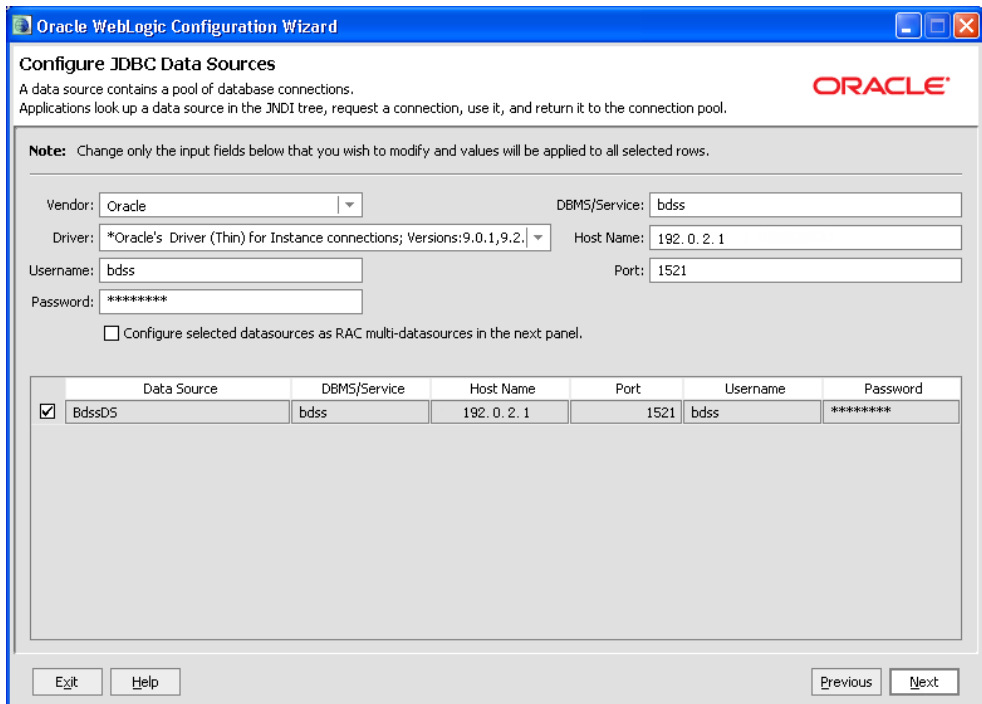 Oracle WebLogic Configuration Wizard
Configure JDBC Data Sources
A data source contains a pool of database connections.
Applications look up a data source in the JNDI tree, request a connection, use it, and return it to the connection pool.
ORACLE
Note: Change only the input fields below that you wish to modify and values will be applied to all selected rows.
Vendor: Oracle DBMS/Service: bdss
Driver: *Oracle's Driver (Thin) for Instance connections; Versions:9.0.1,9.2. Host Name: 192.0.2.1
Username: bdss Port: 1521
Password: ********
Configure selected datasources as RAC multi-datasources in the next panel.
Data Source DBMS/Service Host Name Port Username Password
BdssDS bdss 192.0.2.1 1521 bdss ********
Exit Help Previous Next